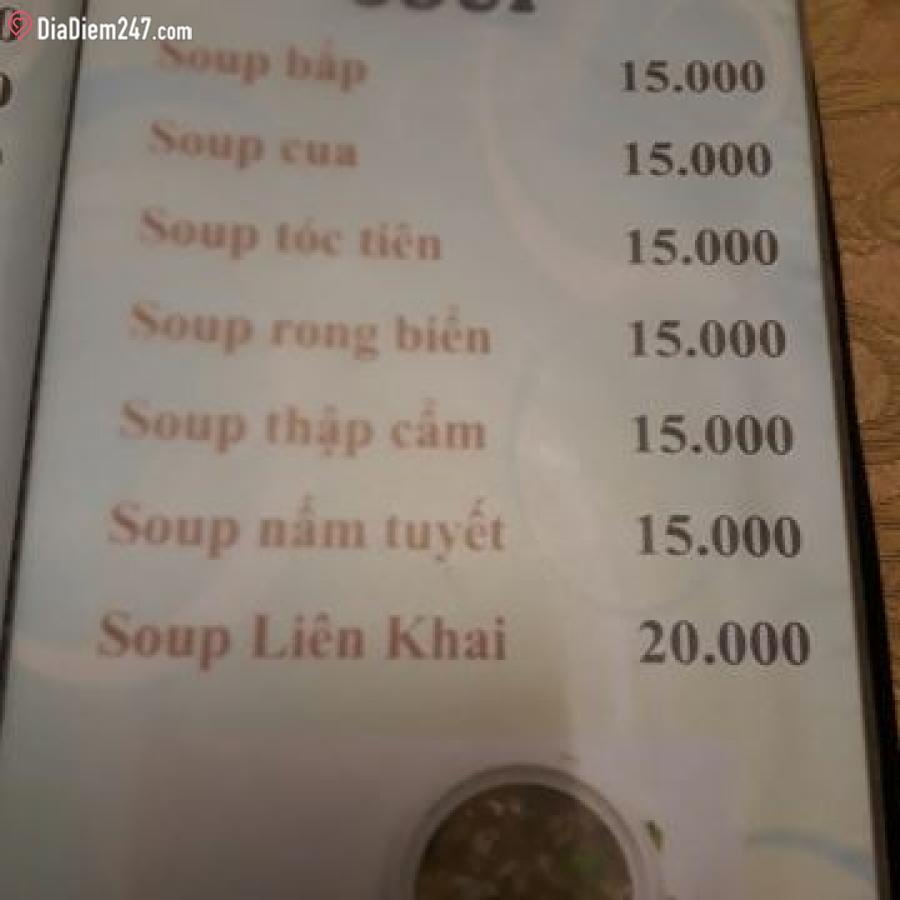 DiaDiem247.com
SOUP
Soup bắp 15.000
Soup cua 15.000
Soup tóc tiên 15.000
Soup rong biển 15.000
Soup thập cẩm 15.000
Soup nấm tuyết 15.000
Soup Liên Khai 20.000